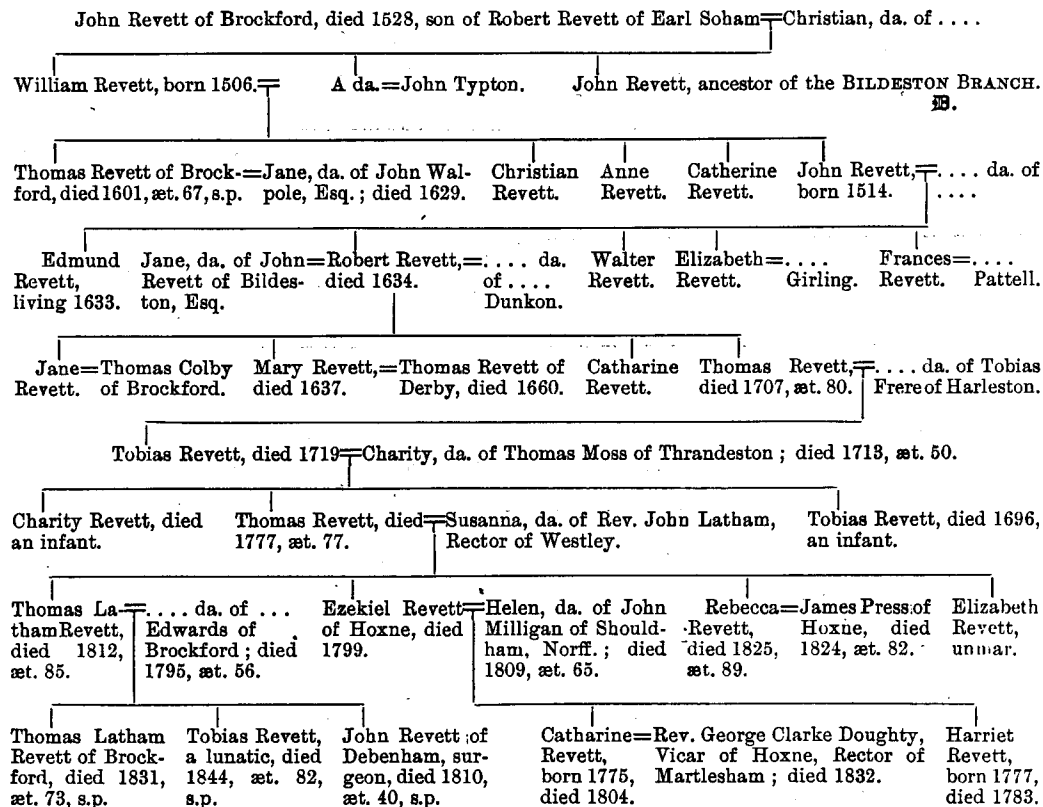 John Revett of Brockford, died 1528, son of Robert Revett of Earl Soham=Christian, da. of . . . .
William Revett, born 1506.= A da.=John Typton. John Revett, ancestor of the BILDESTON BRANCH.
B.
Thomas Revett of Brock-=Jane, da. of John Wal- Christian Anne Catherine John Revett,=. . . . da. of
ford, died 1601, æt. 67, s.p. pole, Esq. ; died 1629. Revett. Revett. Revett. born 1514. . . . .
Edmund Jane, da. of John=Robert Revett,=. . . . da. Walter Elizabeth=. . . . Frances=. . . .
Revett, Revett of Bildes- died 1634. of . . . . Revett. Revett. Girling. Revett. Pattell.
living 1633. ton, Esq. Dunkon.
Jane=Thomas Colby Mary Revett,=Thomas Revett of Catharine Thomas Revett,=. . . . da. of Tobias
Revett. of Brockford. died 1637. Derby, died 1660. Revett. died 1707, æt. 80. Frere of Harleston.
Tobias Revett, died 1719=Charity, da. of Thomas Moss of Thrandeston ; died 1713, æt. 50.
Charity Revett, died Thomas Revett, died=Susanna, da. of Rev. John Latham, Tobias Revett, died 1696,
an infant. 1777, æt. 77. Rector of Westley. an infant.
Thomas La-=. . . . da. of . . . Ezekiel Revett=Helen, da. of John Rebecca=James Press of Elizabeth
tham Revett, Edwards of of Hoxne, died Milligan of Should- Revett, Hoxne, died Revett,
died 1812, Brockford ; died 1799. ham, Norff. ; died died 1825, 1824, æt. 82. unmar.
æt. 85. 1795, æt. 56. 1809, æt. 65. æt. 89.
Thomas Latham Tobias Revett, John Revett of Catharine=Rev. George Clarke Doughty, Harriet
Revett of Brock- a lunatic, died Debenham, sur- Revett, Vicar of Hoxne, Rector of Revett,
ford, died 1831, 1844, æt. 82, geon, died 1810, born 1775, Martlesham ; died 1832. born 1777,
æt. 73, s.p. s.p. æt. 40, s.p. died 1804. died 1783.